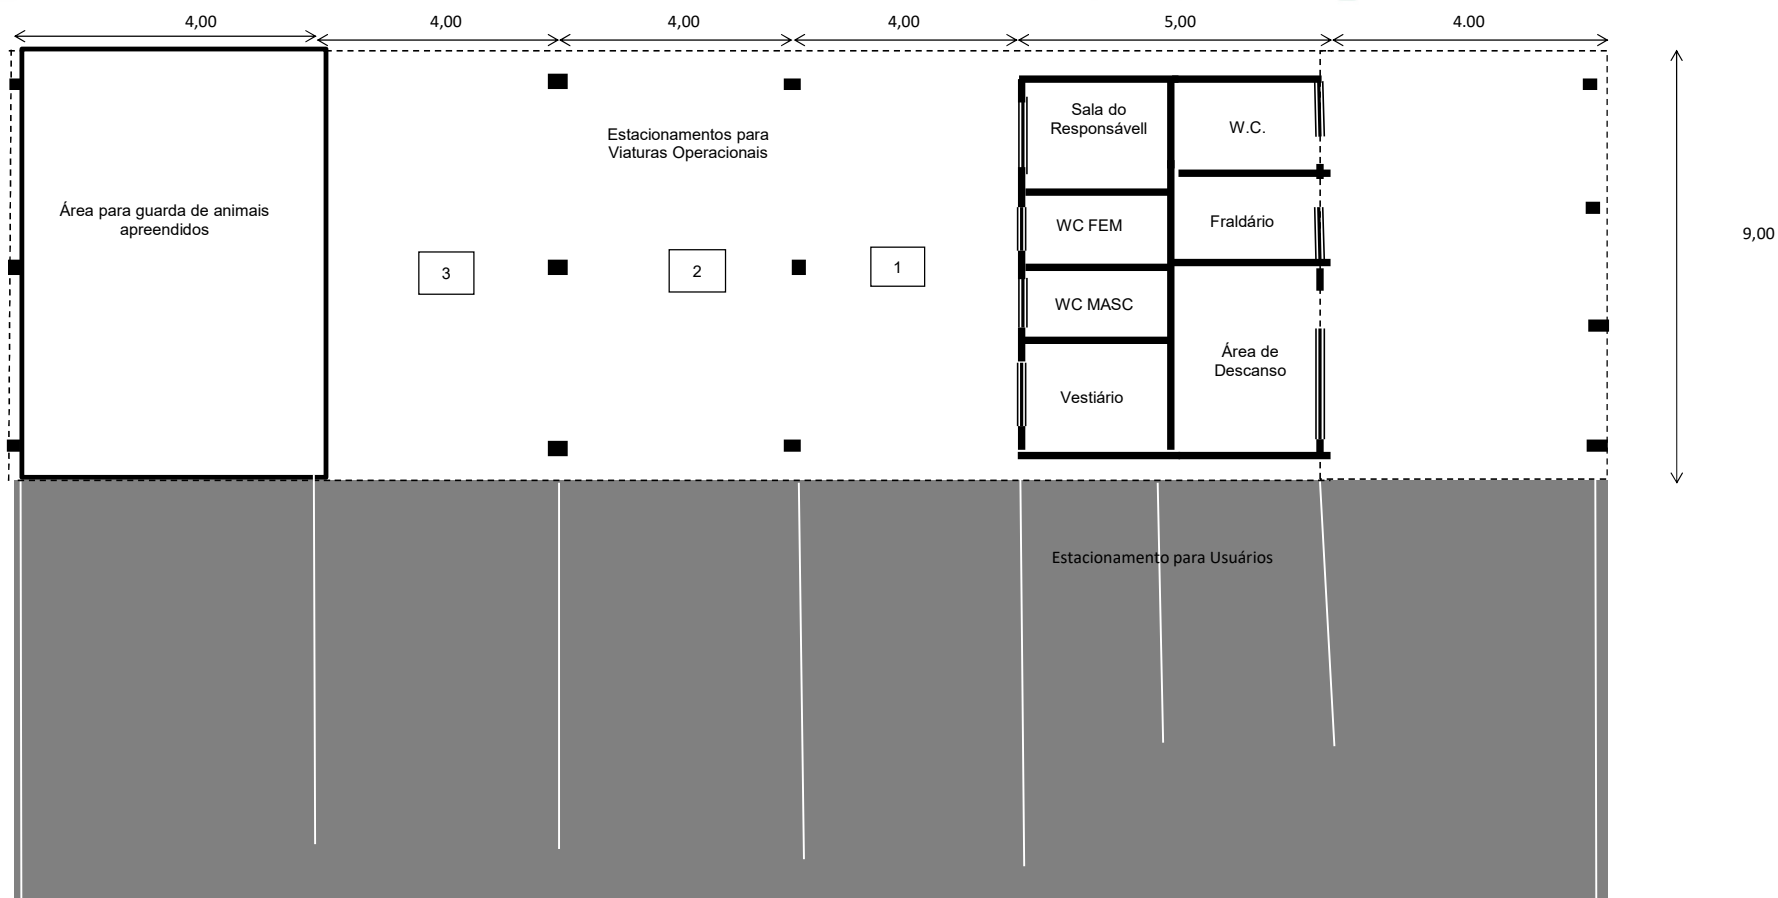 4,00
4,00
4,00
4,00
5,00
4.00
Estacionamentos para
Viaturas Operacionais
Sala do
Responsávell
W.C.
Área para guarda de animais
apreendidos
WC FEM
Fraldário
9,00
3
2
1
WC MASC
Área de
Descanso
Vestiário
Estacionamento para Usuários